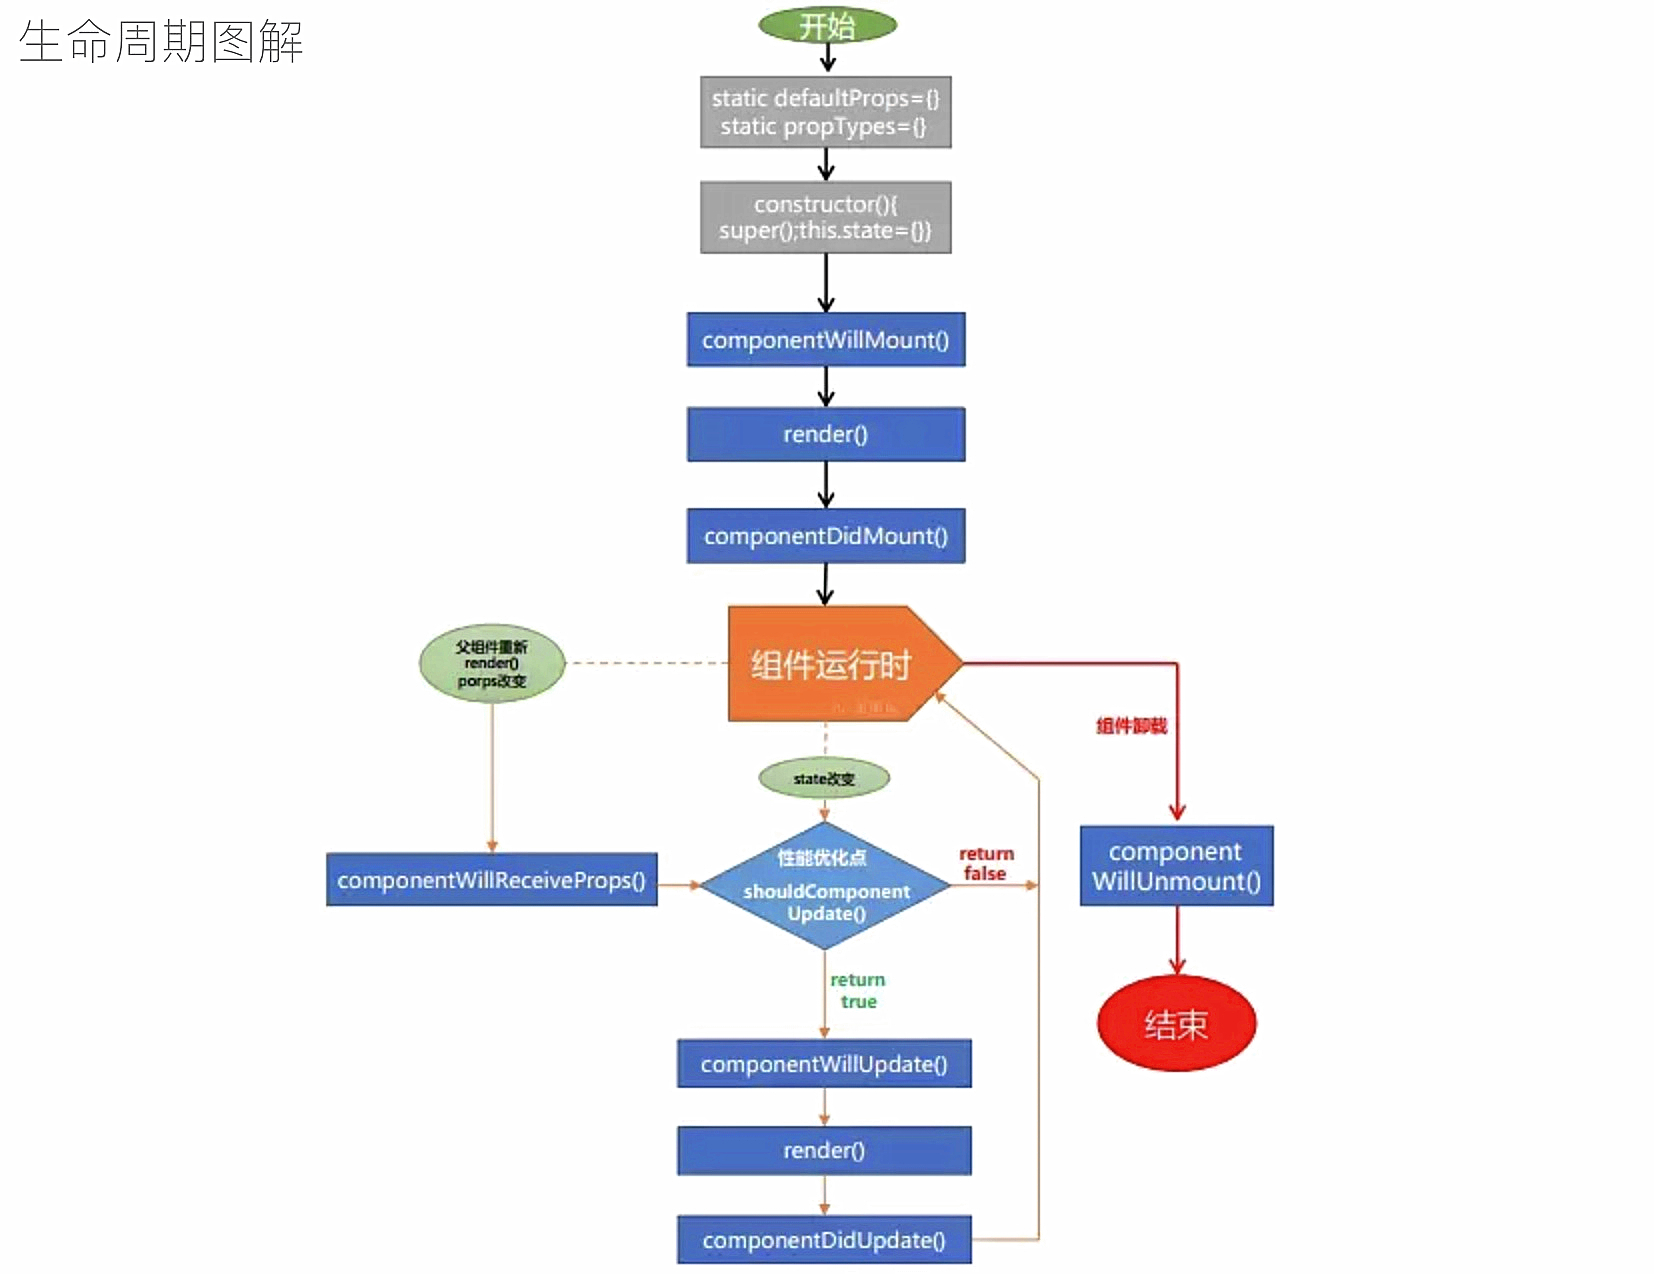 生命周期图解
开始
static defaultProps={}
static propTypes={}
constructor(){
super();this.state={}}
componentWillMount()
render()
componentDidMount()
组件运行时
父组件重新
render()
porps改变
组件卸载
state改变
性能优化点
shouldComponent
Update()
return
false
componentWillReceiveProps()
component
WillUnmount()
return
true
结束
componentWillUpdate()
render()
componentDidUpdate()